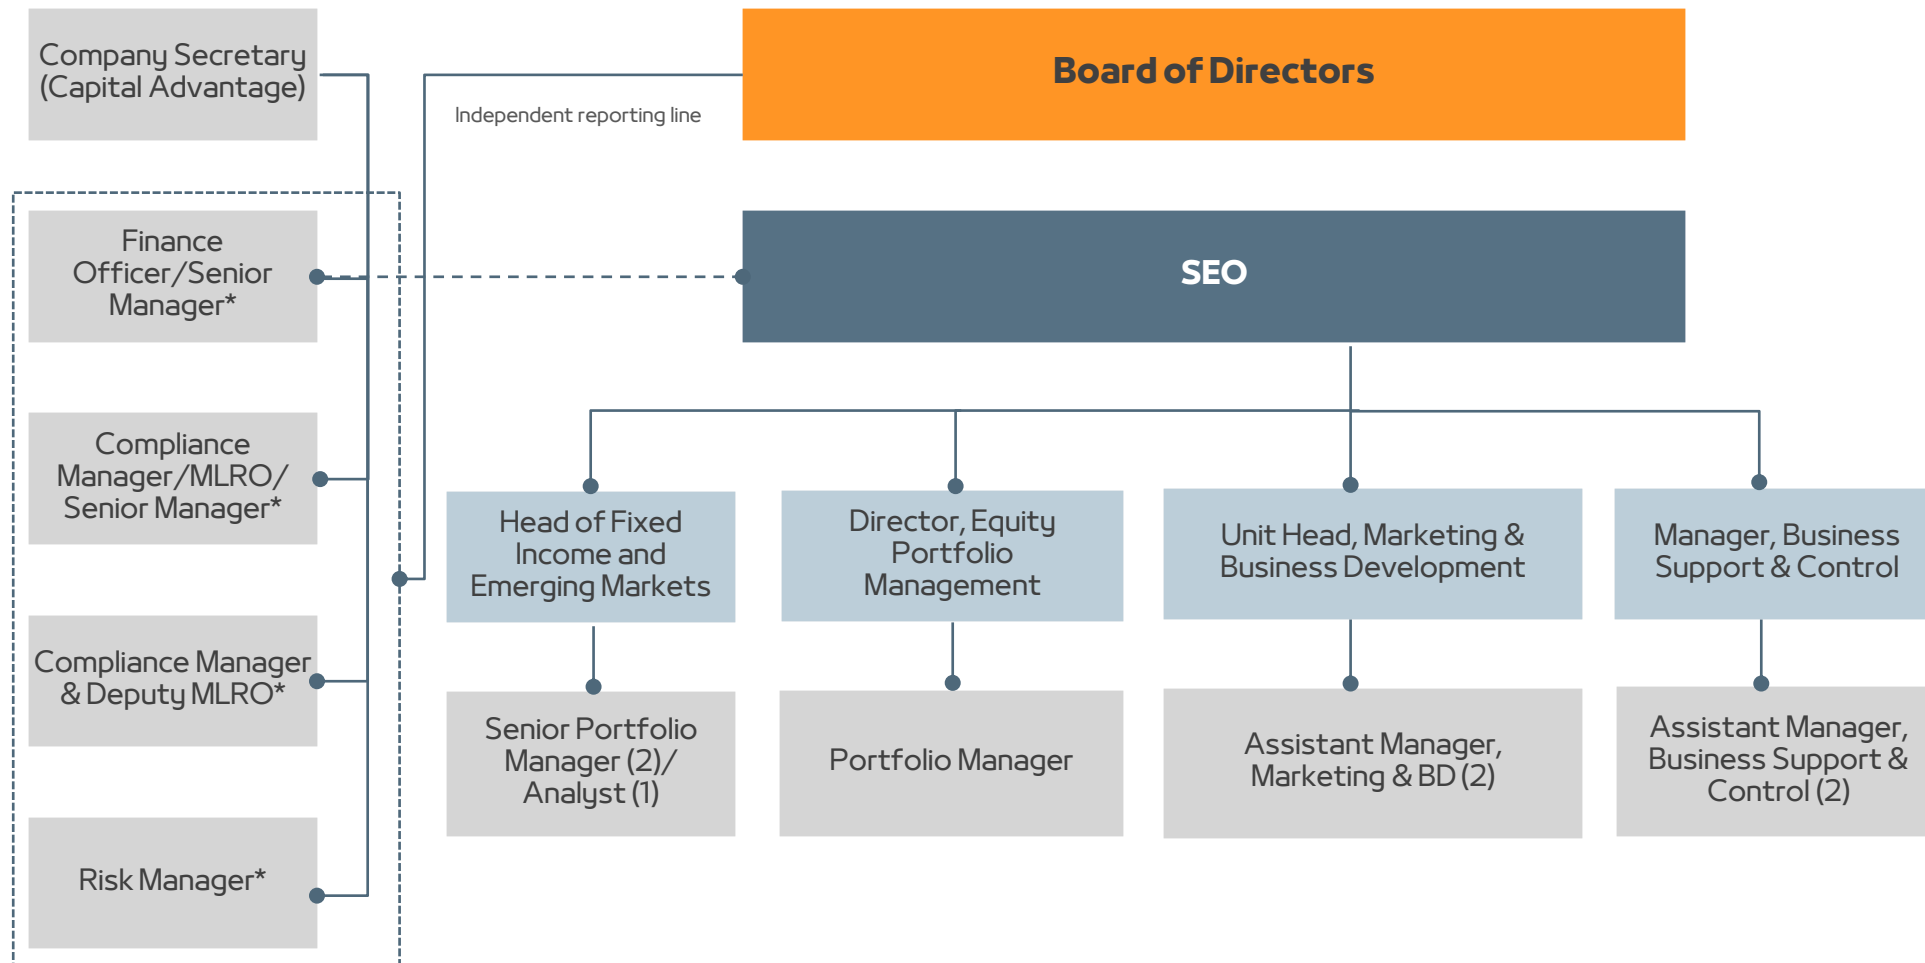 Company Secretary
(Capital Advantage)
Board of Directors
Independent reporting line
Finance
Officer/Senior
Manager*
SEO
Compliance
Manager/MLRO/
Senior Manager*
Head of Fixed
Income and
Emerging Markets
Director, Equity
Portfolio
Management
Unit Head, Marketing &
Business Development
Manager, Business
Support & Control
Compliance Manager
& Deputy MLRO*
Senior Portfolio
Manager (2)/
Analyst (1)
Portfolio Manager
Assistant Manager,
Marketing & BD (2)
Assistant Manager,
Business Support &
Control (2)
Risk Manager*